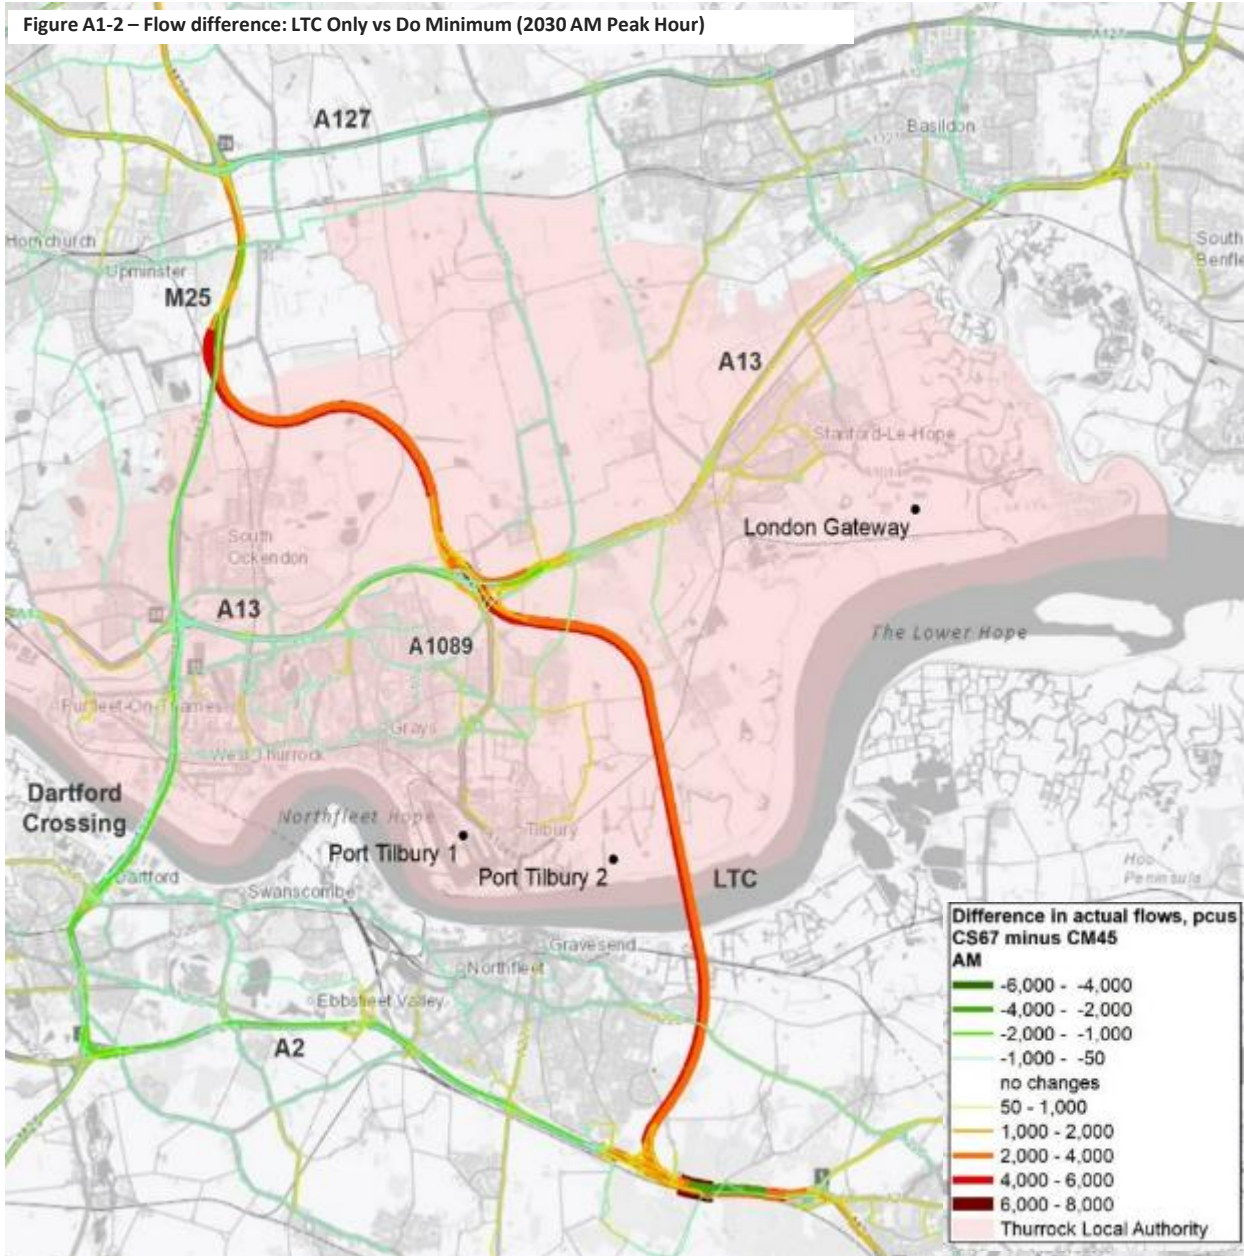 Figure A1-2 – Flow difference: LTC Only vs Do Minimum (2030 AM Peak Hour)
A127
A127
Basildon
Hornchurch
Upminster
South
Benfle
M25
A13
Stanford-Le-Hope
London Gateway
South
Ockendon
A13
A1089
The Lower Hope
Purfleet-On-Thames
Grays
West Thurrock
Dartford
Crossing
Northfleet Hope
Tilbury
Port Tilbury 1
Port Tilbury 2
LTC
Hoo
Peninsula
Dartford
Swanscombe
Gravesend
Northfleet
Ebbsfleet Valley
A2
Difference in actual flows, pcus
CS67 minus CM45
AM
-6,000 - -4,000
-4,000 - -2,000
-2,000 - -1,000
-1,000 - -50
no changes
50 - 1,000
1,000 - 2,000
2,000 - 4,000
4,000 - 6,000
6,000 - 8,000
Thurrock Local Authority